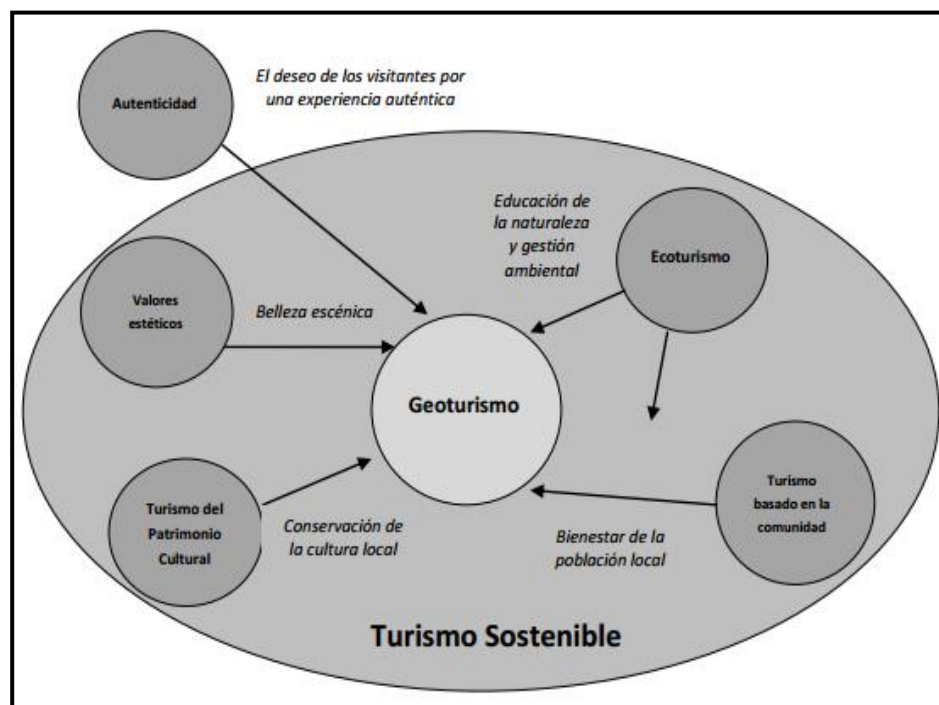 El deseo de los visitantes por
una experiencia auténtica
Autenticidad
Educación de
la naturaleza
y gestión
ambiental
Ecoturismo
Valores
estéticos
Belleza escénica
Geoturismo
Turismo del
Patrimonio
Cultural
Conservación de
la cultura local
Turismo
basado en la
comunidad
Bienestar de la
población local
Turismo Sostenible